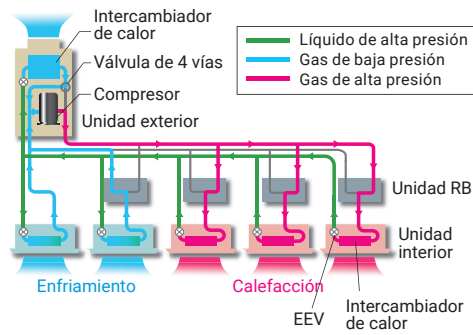 Intercambiador
de calor
Válvula de 4 vías
Compresor
Unidad exterior
Líquido de alta presión
Gas de baja presión
Gas de alta presión
Unidad RB
Unidad
interior
Enfriamiento
Calefacción
EEV
Intercambiador
de calor